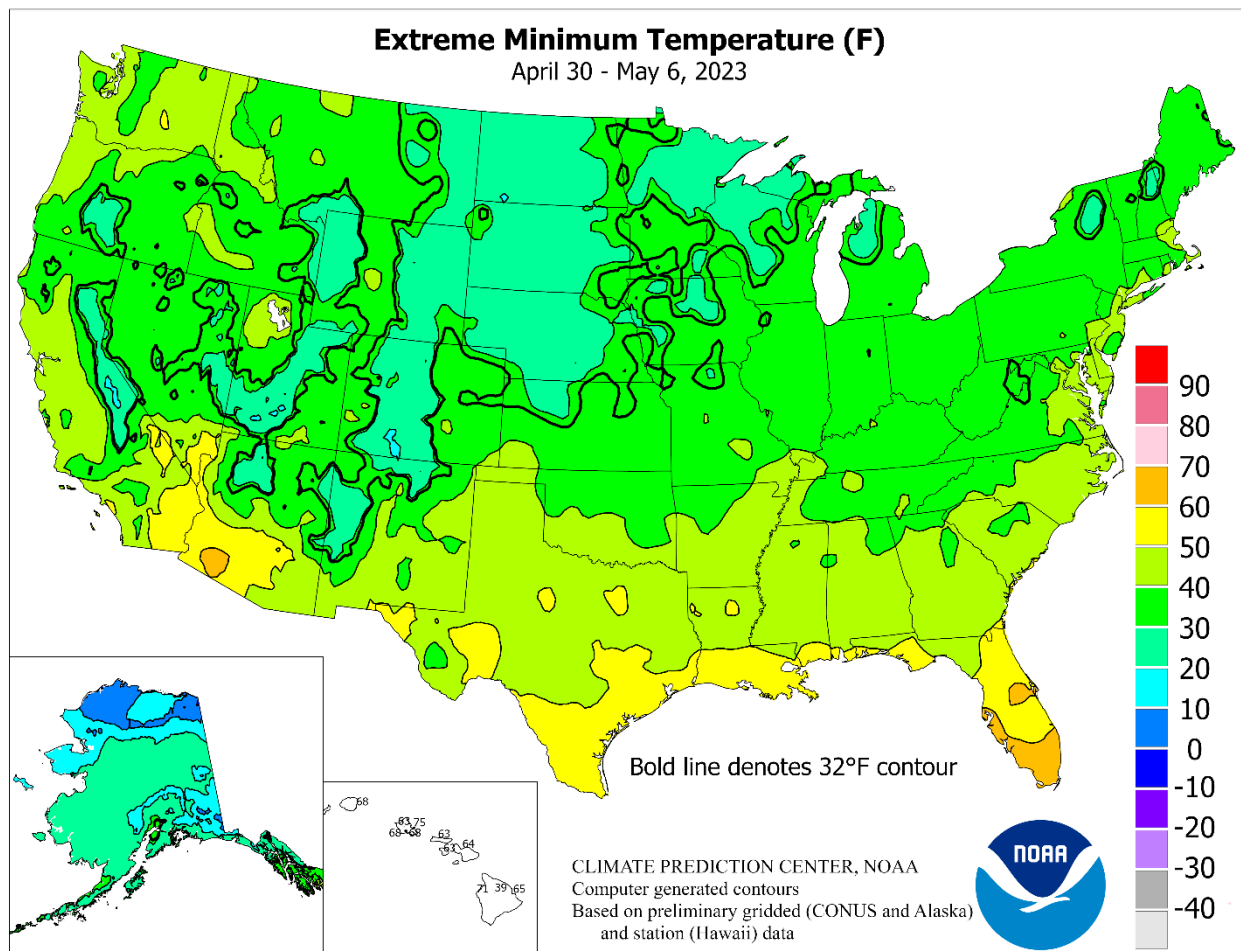 Extreme Minimum Temperature (F)
April 30 - May 6, 2023
90
80
70
60
50
40
30
20
10
0
-10
-20
-30
-40
Bold line denotes 32°F contour
68
63 75
68 68
63
63 64
71 39 65
CLIMATE PREDICTION CENTER, NOAA
Computer generated contours
Based on preliminary gridded (CONUS and Alaska)
and station (Hawaii) data
NOAA